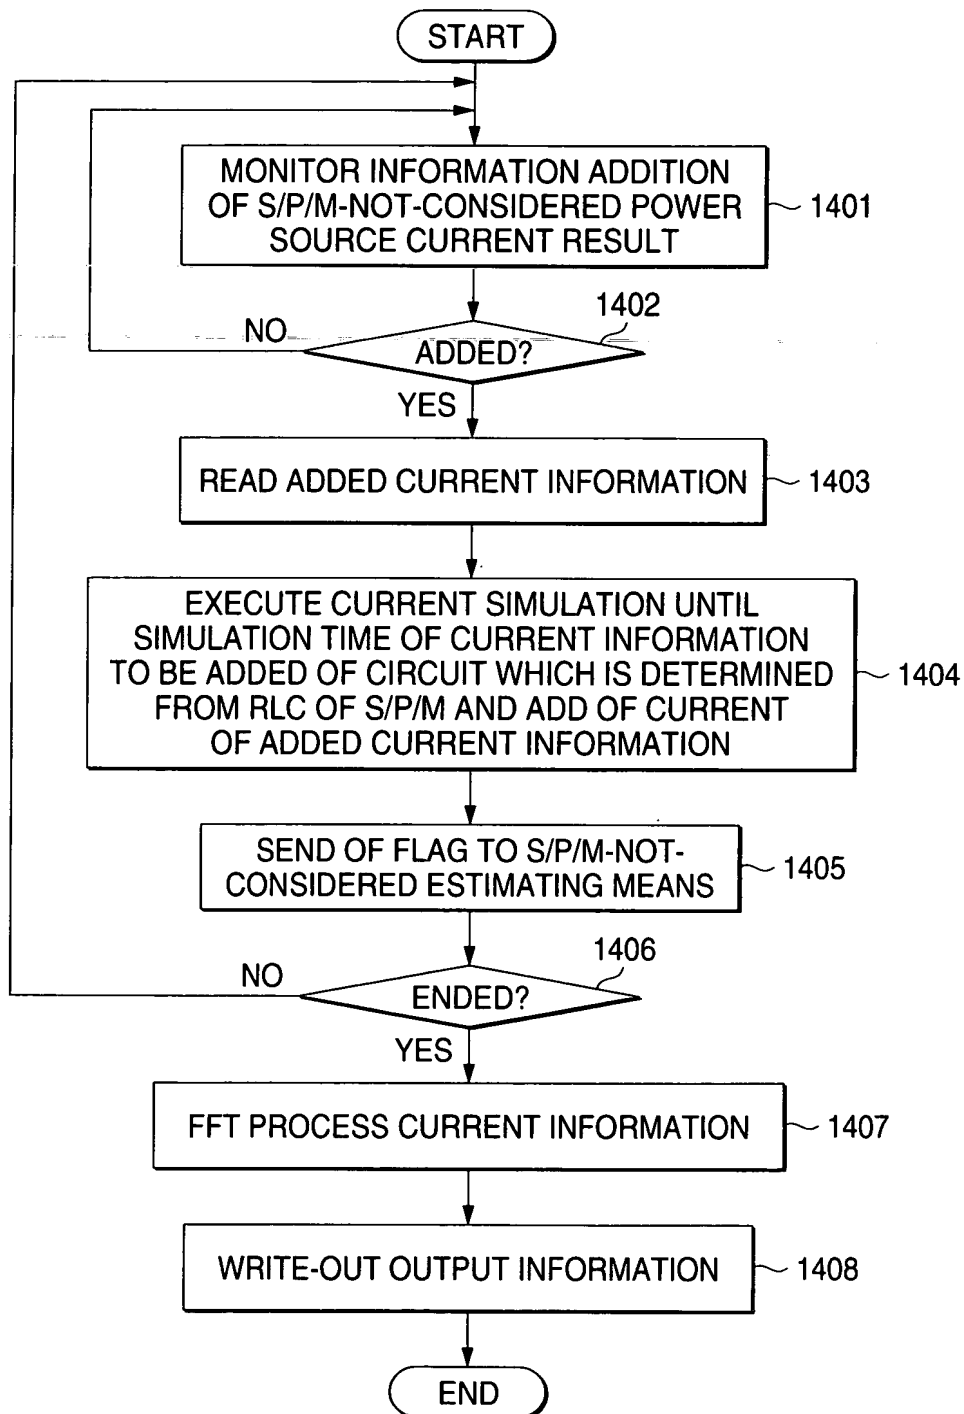 START
MONITOR INFORMATION ADDITION
OF S/P/M-NOT-CONSIDERED POWER
SOURCE CURRENT RESULT
1401
1402
NO
ADDED?
YES
READ ADDED CURRENT INFORMATION
1403
EXECUTE CURRENT SIMULATION UNTIL
SIMULATION TIME OF CURRENT INFORMATION
TO BE ADDED OF CIRCUIT WHICH IS DETERMINED
FROM RLC OF S/P/M AND ADD OF CURRENT
OF ADDED CURRENT INFORMATION
1404
SEND OF FLAG TO S/P/M-NOT-
CONSIDERED ESTIMATING MEANS
1405
1406
NO
ENDED?
YES
FFT PROCESS CURRENT INFORMATION
1407
WRITE-OUT OUTPUT INFORMATION
1408
END